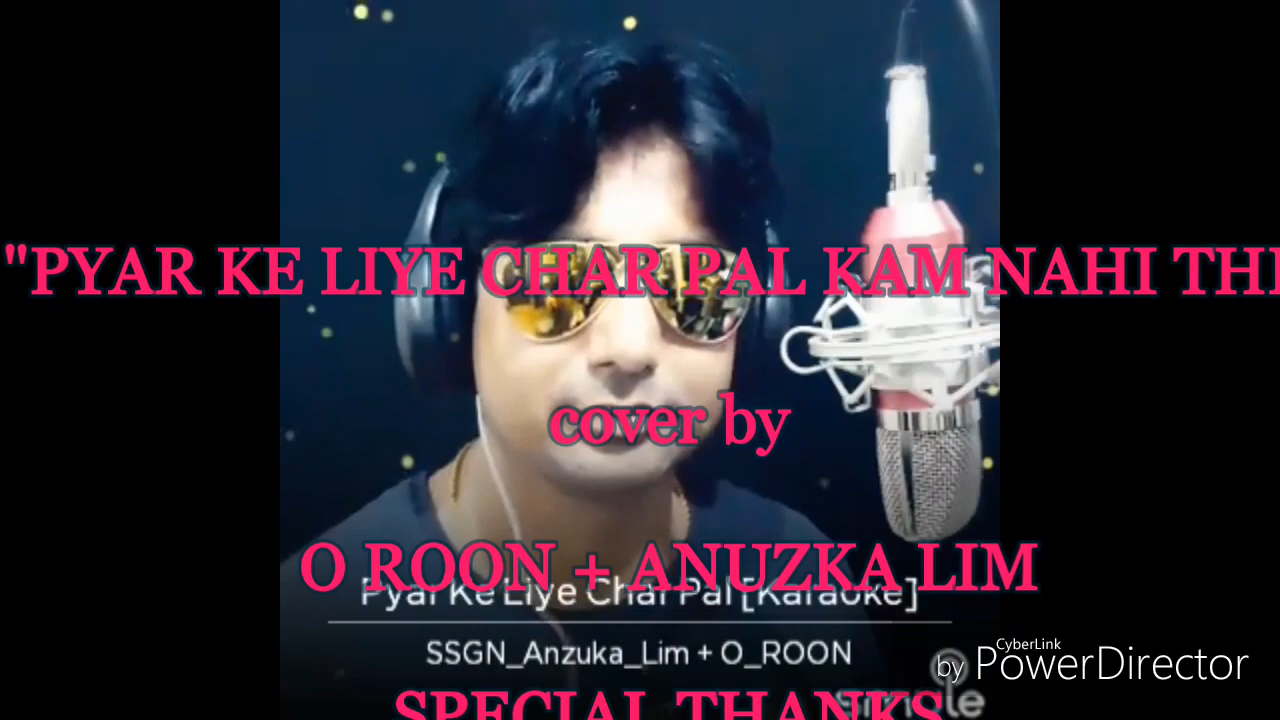 "PYAR KE LIYE CHAR PAL KAM NAHI THE
cover by
O ROON + ANUZKA LIM
Pyar Ke Liye Char Pal [Karaoke]
SSGN_Anzuka_Lim + O_ROON
CyberLink
by PowerDirector
SPECIAL THANKS